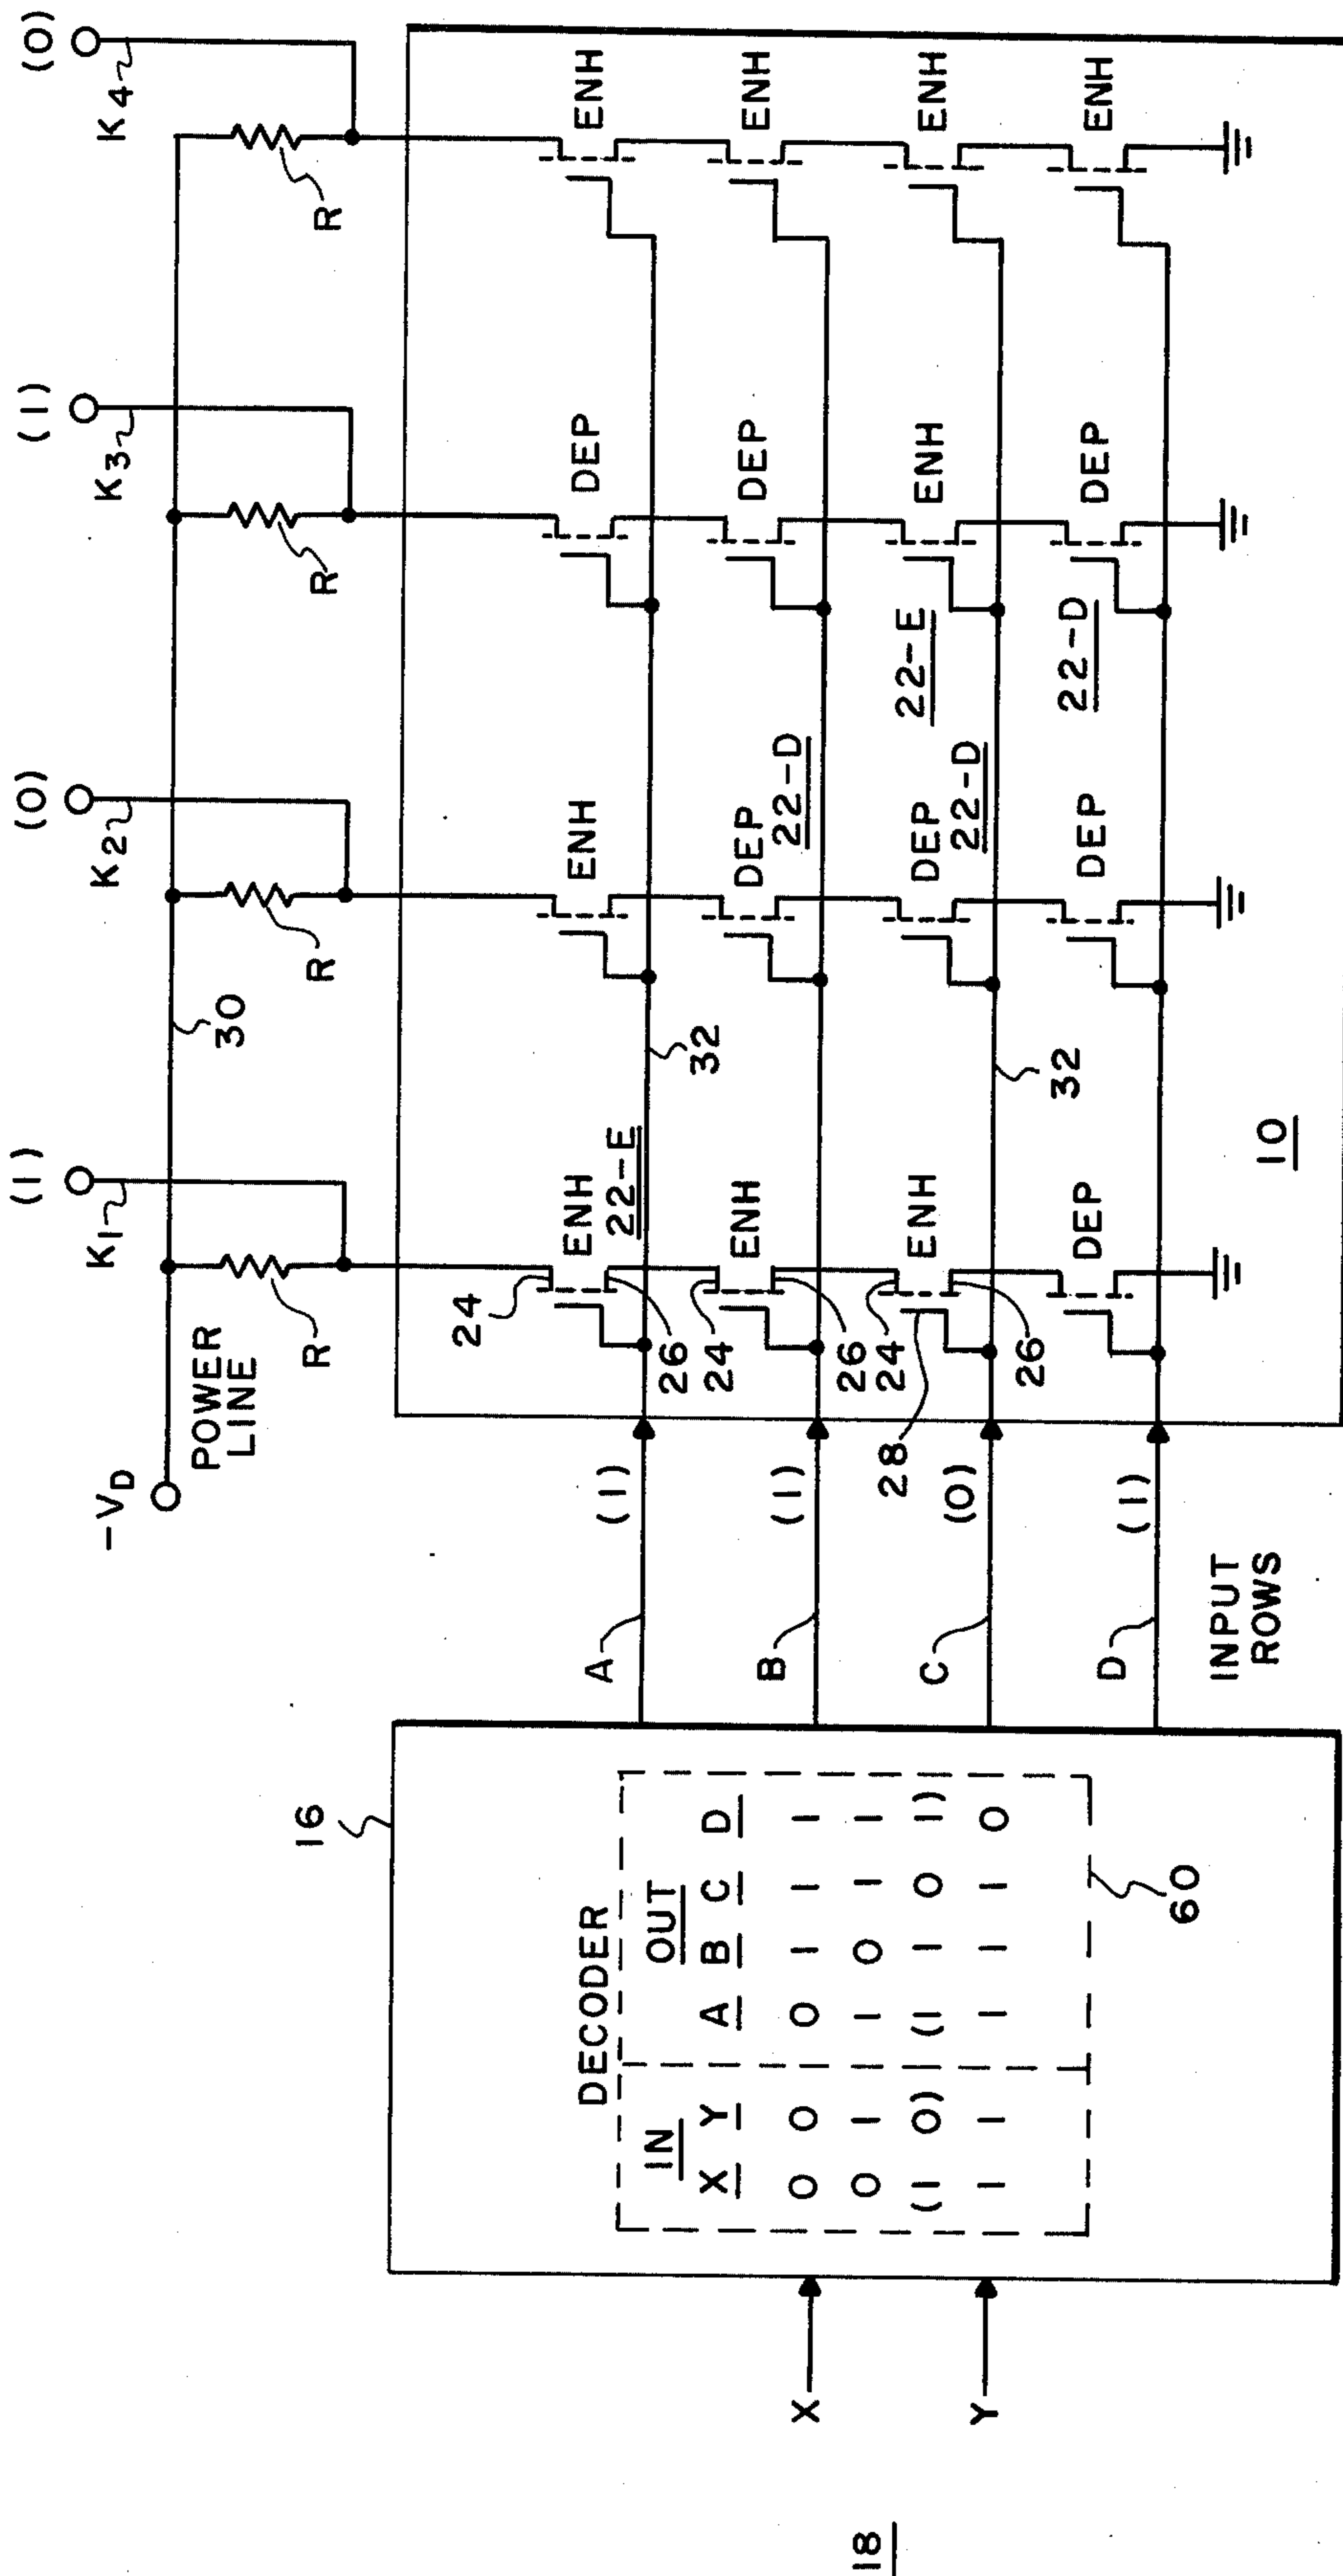 18
X
Y
16
DECODER
IN OUT
X Y A B C D
0 0 0 1 1 1
0 1 1 0 1 1
(1 0) (1 1 0 1)
1 1 1 1 1 0
60
-VD
POWER
LINE
30
A
(1)
B
(1)
C
(0)
D
(1)
INPUT
ROWS
(1)
K1
(0)
K2
(1)
K3
(0)
K4
R
R
R
R
24
ENH
22-E
26
ENH
DEP
ENH
32
24
ENH
26
DEP
22-D
DEP
ENH
24
28
ENH
26
DEP
22-D
22-E
ENH
ENH
32
DEP
DEP
22-D
DEP
ENH
10